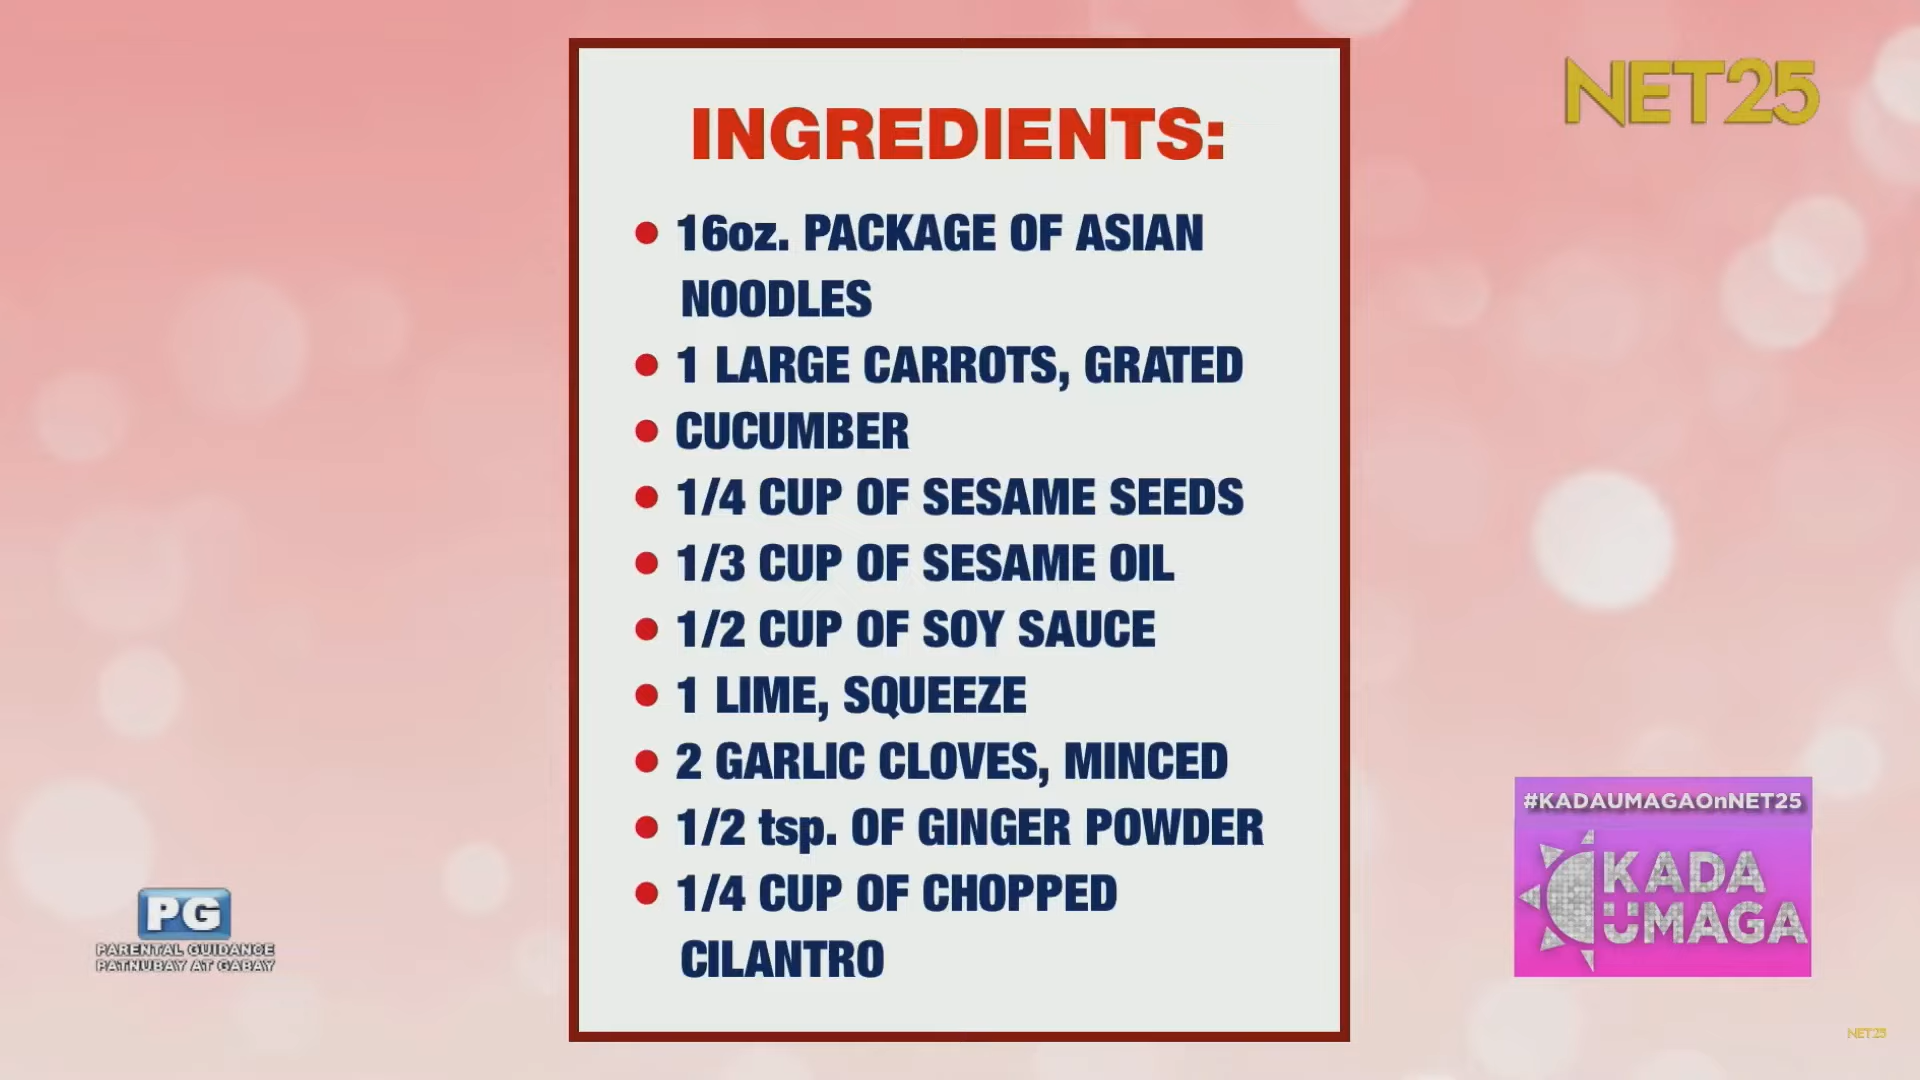 INGREDIENTS:
• 16oz. PACKAGE OF ASIAN
NOODLES
• 1 LARGE CARROTS, GRATED
• CUCUMBER
• 1/4 CUP OF SESAME SEEDS
• 1/3 CUP OF SESAME OIL
• 1/2 CUP OF SOY SAUCE
• 1 LIME, SQUEEZE
• 2 GARLIC CLOVES, MINCED
• 1/2 tsp. OF GINGER POWDER
• 1/4 CUP OF CHOPPED
CILANTRO
NET25
#KADAUMAGAOnNET25
KADA
UMAGA
PG
PARENTAL GUIDANCE
PATNUBAY AT GABAY
NET25